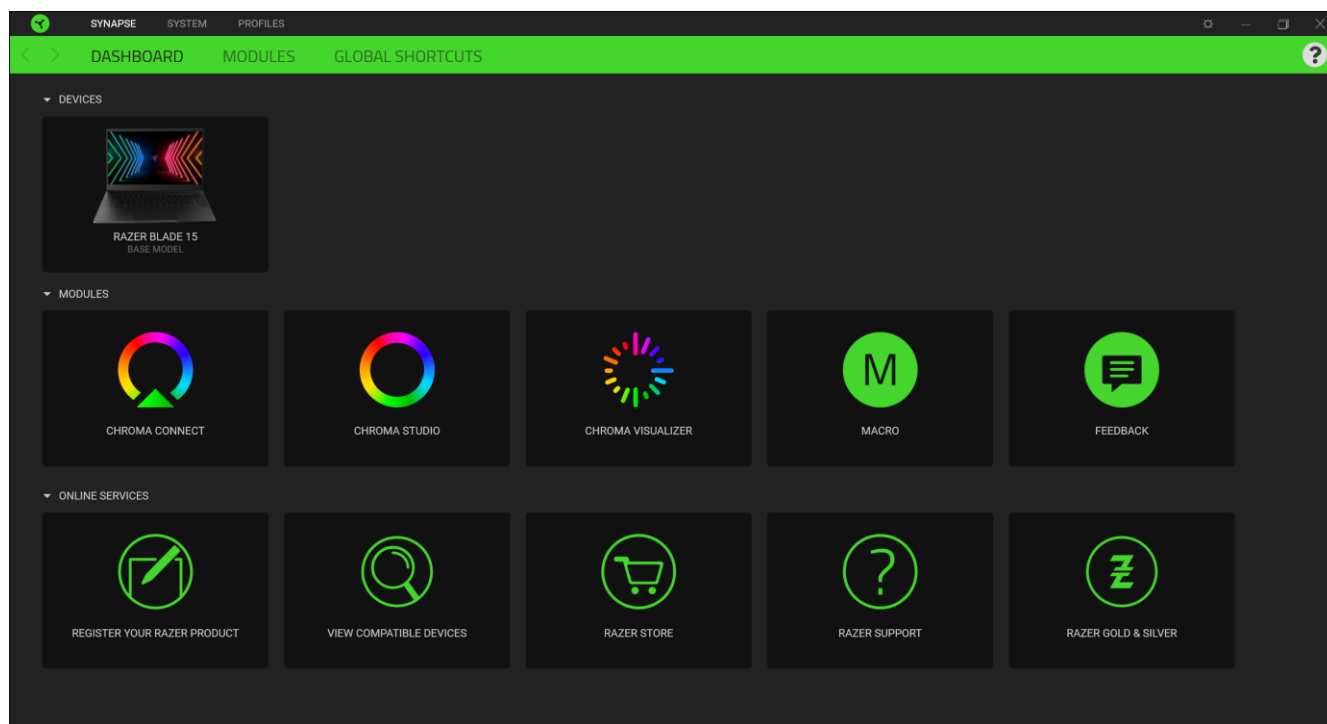 SYNAPSE SYSTEM PROFILES
DASHBOARD MODULES GLOBAL SHORTCUTS
?
DEVICES
RAZER BLADE 15
BASE MODEL
MODULES
M
CHROMA CONNECT CHROMA STUDIO CHROMA VISUALIZER MACRO FEEDBACK
ONLINE SERVICES
?
REGISTER YOUR RAZER PRODUCT VIEW COMPATIBLE DEVICES RAZER STORE RAZER SUPPORT RAZER GOLD & SILVER